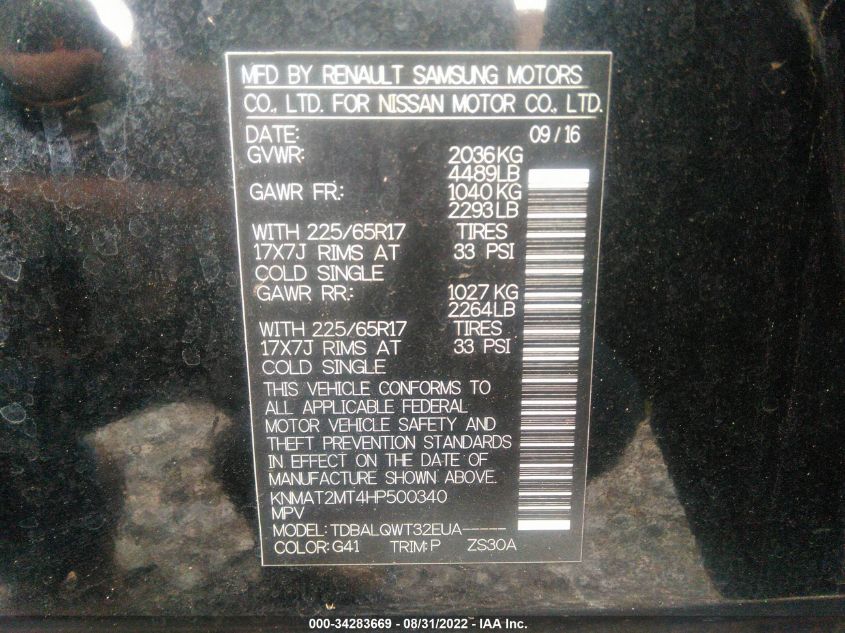 MFD BY RENAULT SAMSUNG MOTORS
CO., LTD. FOR NISSAN MOTOR CO., LTD.
DATE: 09/16
GVWR: 2036KG
4489LB
GAWR FR.: 1040KG
2293LB
WITH 225/65R17 TIRES
17X7J RIMS AT 33 PSI
COLD SINGLE
GAWR RR.: 1027KG
2264LB
WITH 225/65R17 TIRES
17X7J RIMS AT 33 PSI
COLD SINGLE
THIS VEHICLE CONFORMS TO
ALL APPLICABLE FEDERAL
MOTOR VEHICLE SAFETY AND
THEFT PREVENTION STANDARDS
IN EFFECT ON THE DATE OF
MANUFACTURE SHOWN ABOVE.
KNMAT2MT4HP500340
MPV
MODEL: TDBALQWT32EUA-----
COLOR: G41 TRIM: P ZS30A
000-34283669 - 08/31/2022 - IAA Inc.